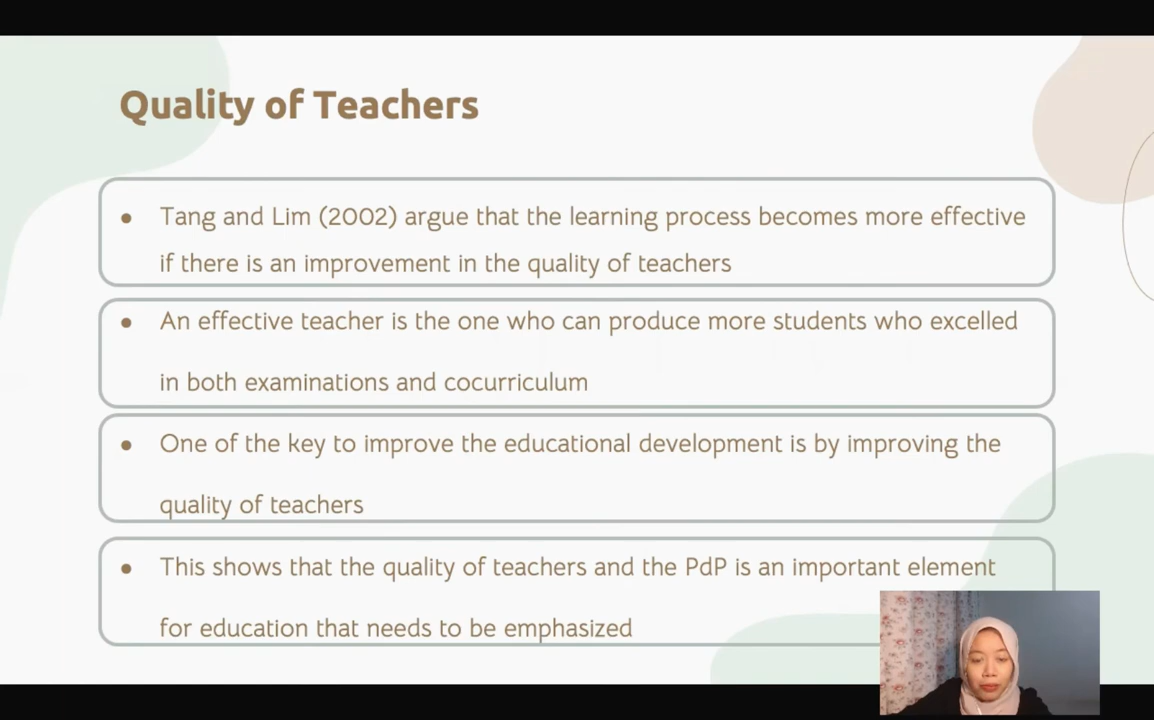 Quality of Teachers
● Tang and Lim (2002) argue that the learning process becomes more effective
if there is an improvement in the quality of teachers
● An effective teacher is the one who can produce more students who excelled
in both examinations and cocurriculum
● One of the key to improve the educational development is by improving the
quality of teachers
● This shows that the quality of teachers and the PdP is an important element
for education that needs to be emphasized